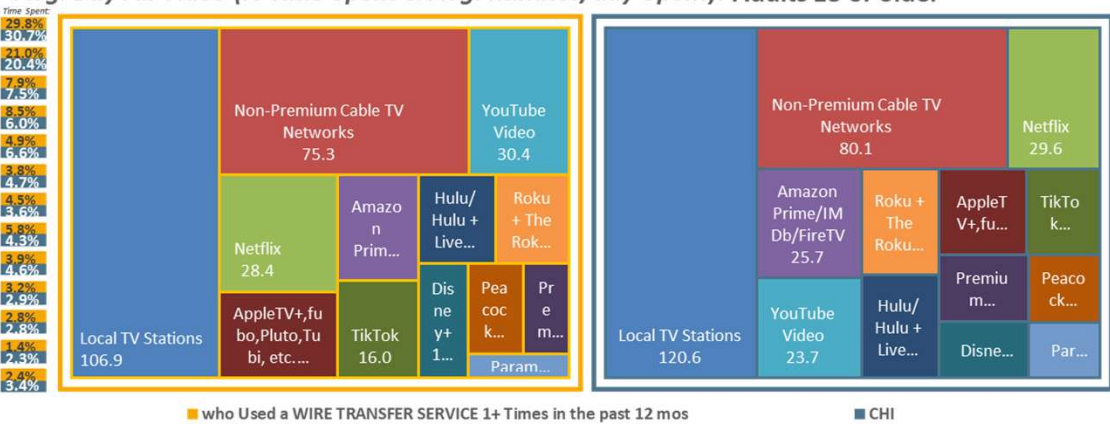 Time Spent:
29.8%
30.7%
21.0%
20.4%
7.9%
7.5%
8.5%
6.0%
4.9%
6.6%
3.8%
4.7%
4.5%
3.6%
5.8%
4.3%
3.9%
4.6%
3.2%
2.9%
2.8%
2.8%
1.4%
2.3%
2.4%
3.4%
Local TV Stations
106.9
Non-Premium Cable TV
Networks
75.3
YouTube
Video
30.4
Netflix
28.4
AppleTV+,fu
bo,Pluto,Tu
bi, etc....
Amazo
n
Prim...
TikTok
16.0
Hulu/
Hulu +
Live...
Roku
+ The
Rok...
Dis
ne
y+
1...
Pea
coc
k...
Pr
e
m...
Param...
Local TV Stations
120.6
Non-Premium Cable TV
Networks
80.1
Netflix
29.6
Amazon
Prime/IM
Db/FireTV
25.7
YouTube
Video
23.7
Roku +
The
Roku...
Hulu/
Hulu +
Live...
AppleT
V+,fu...
TikTo
k...
Premiu
m...
Peaco
ck...
Disne...
Par...
who Used a WIRE TRANSFER SERVICE 1+ Times in the past 12 mos
CHI